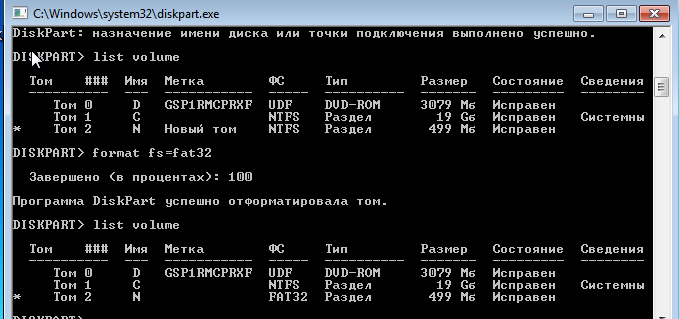 C:\Windows\system32\diskpart.exe
DiskPart: назначение имени диска или точки подключения выполнено успешно.
DISKPART> list volume
Том ### Имя Метка ФС Тип Размер Состояние Сведения
---------- --- ----------- ----- ---------- ------- --------- --------
Том 0 D GSP1RMCPRXF UDF DVD-ROM 3079 Mб Исправен
Том 1 C NTFS Раздел 19 Gб Исправен Системны
* Том 2 N Новый том NTFS Раздел 499 Mб Исправен
DISKPART> format fs=fat32
Завершено (в процентах): 100
Программа DiskPart успешно отформатировала том.
DISKPART> list volume
Том ### Имя Метка ФС Тип Размер Состояние Сведения
---------- --- ----------- ----- ---------- ------- --------- --------
Том 0 D GSP1RMCPRXF UDF DVD-ROM 3079 Mб Исправен
Том 1 C NTFS Раздел 19 Gб Исправен Системны
* Том 2 N FAT32 Раздел 499 Mб Исправен
DISKPART>